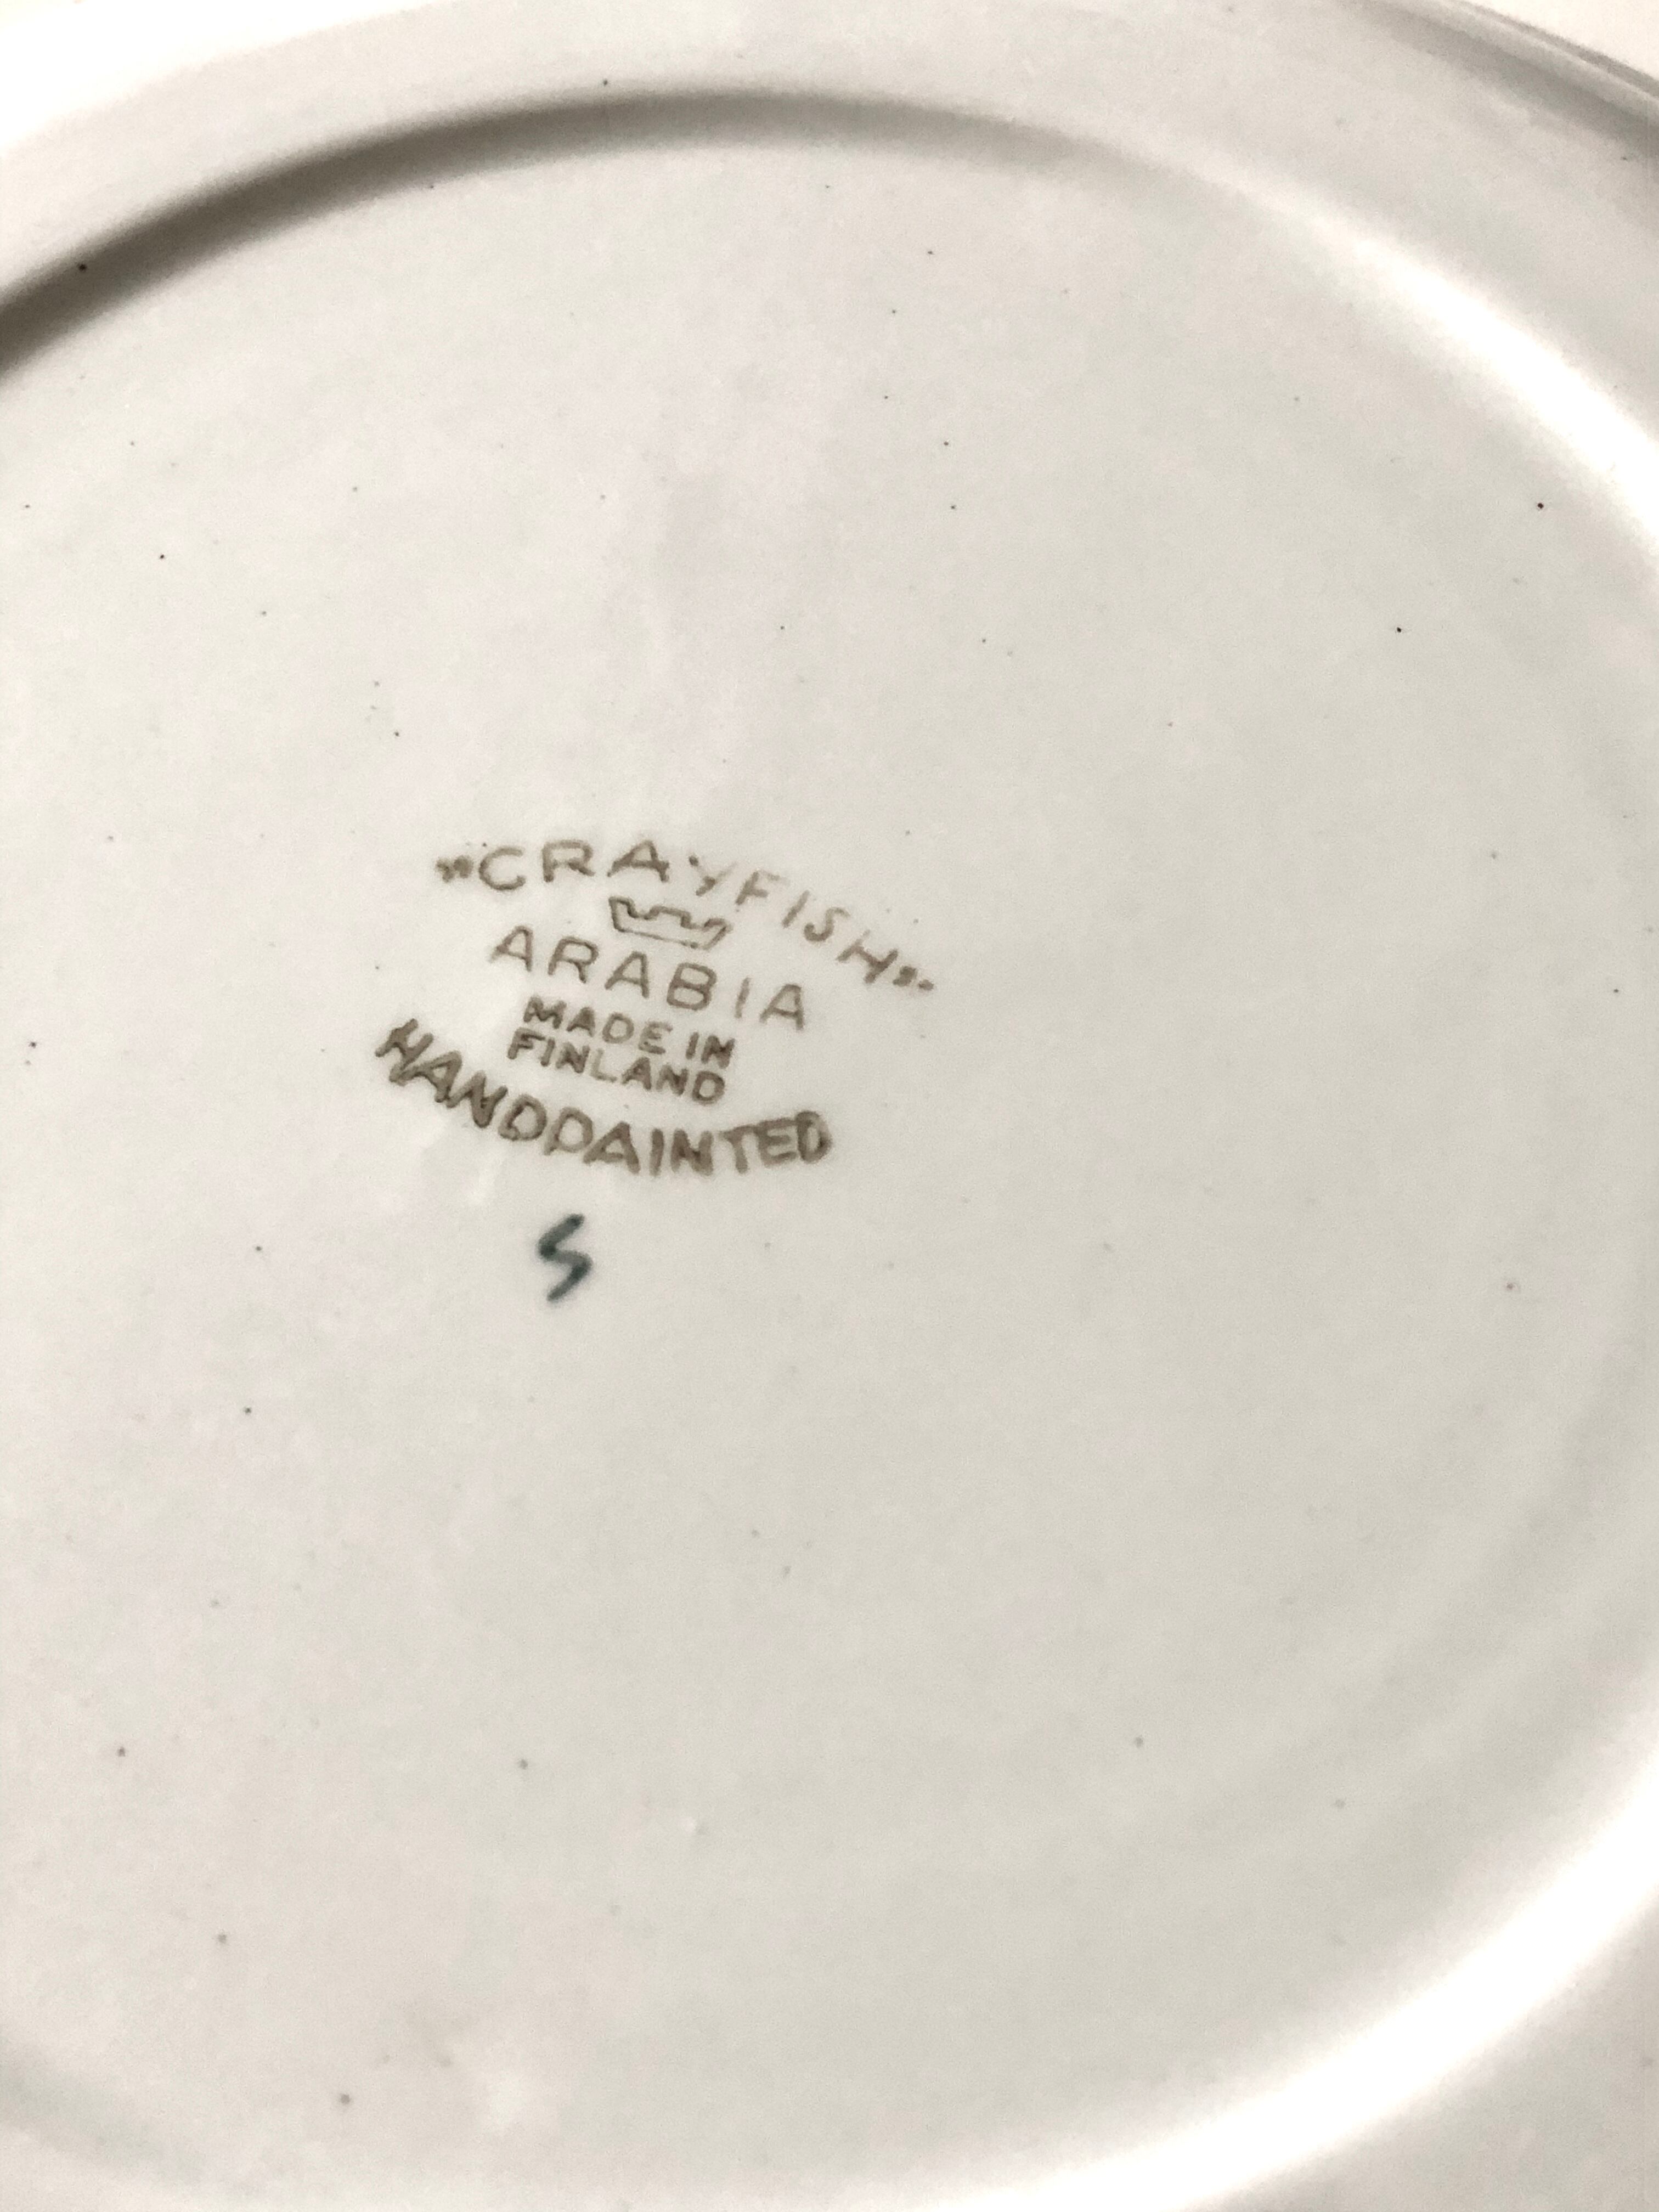 "CRAYFISH"
ARABIA
MADE IN
FINLAND
HANDPAINTED
S